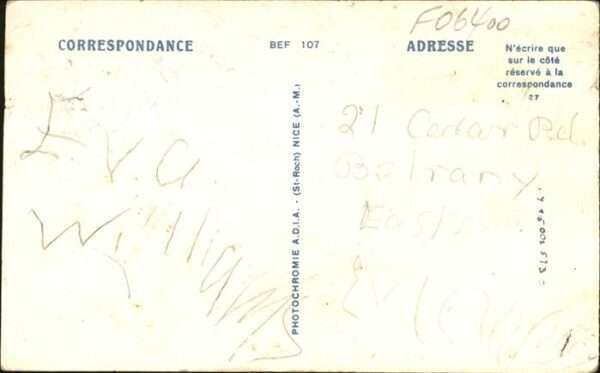 F06400
CORRESPONDANCE
BEF 107
ADRESSE
N'écrire que
sur le côté
réservé à la
correspondance
27
Eva
Williams
PHOTOCHROMIE A.D.I.A. - (St-Roch) NICE (A.-M.)
21 Cedar Rd.